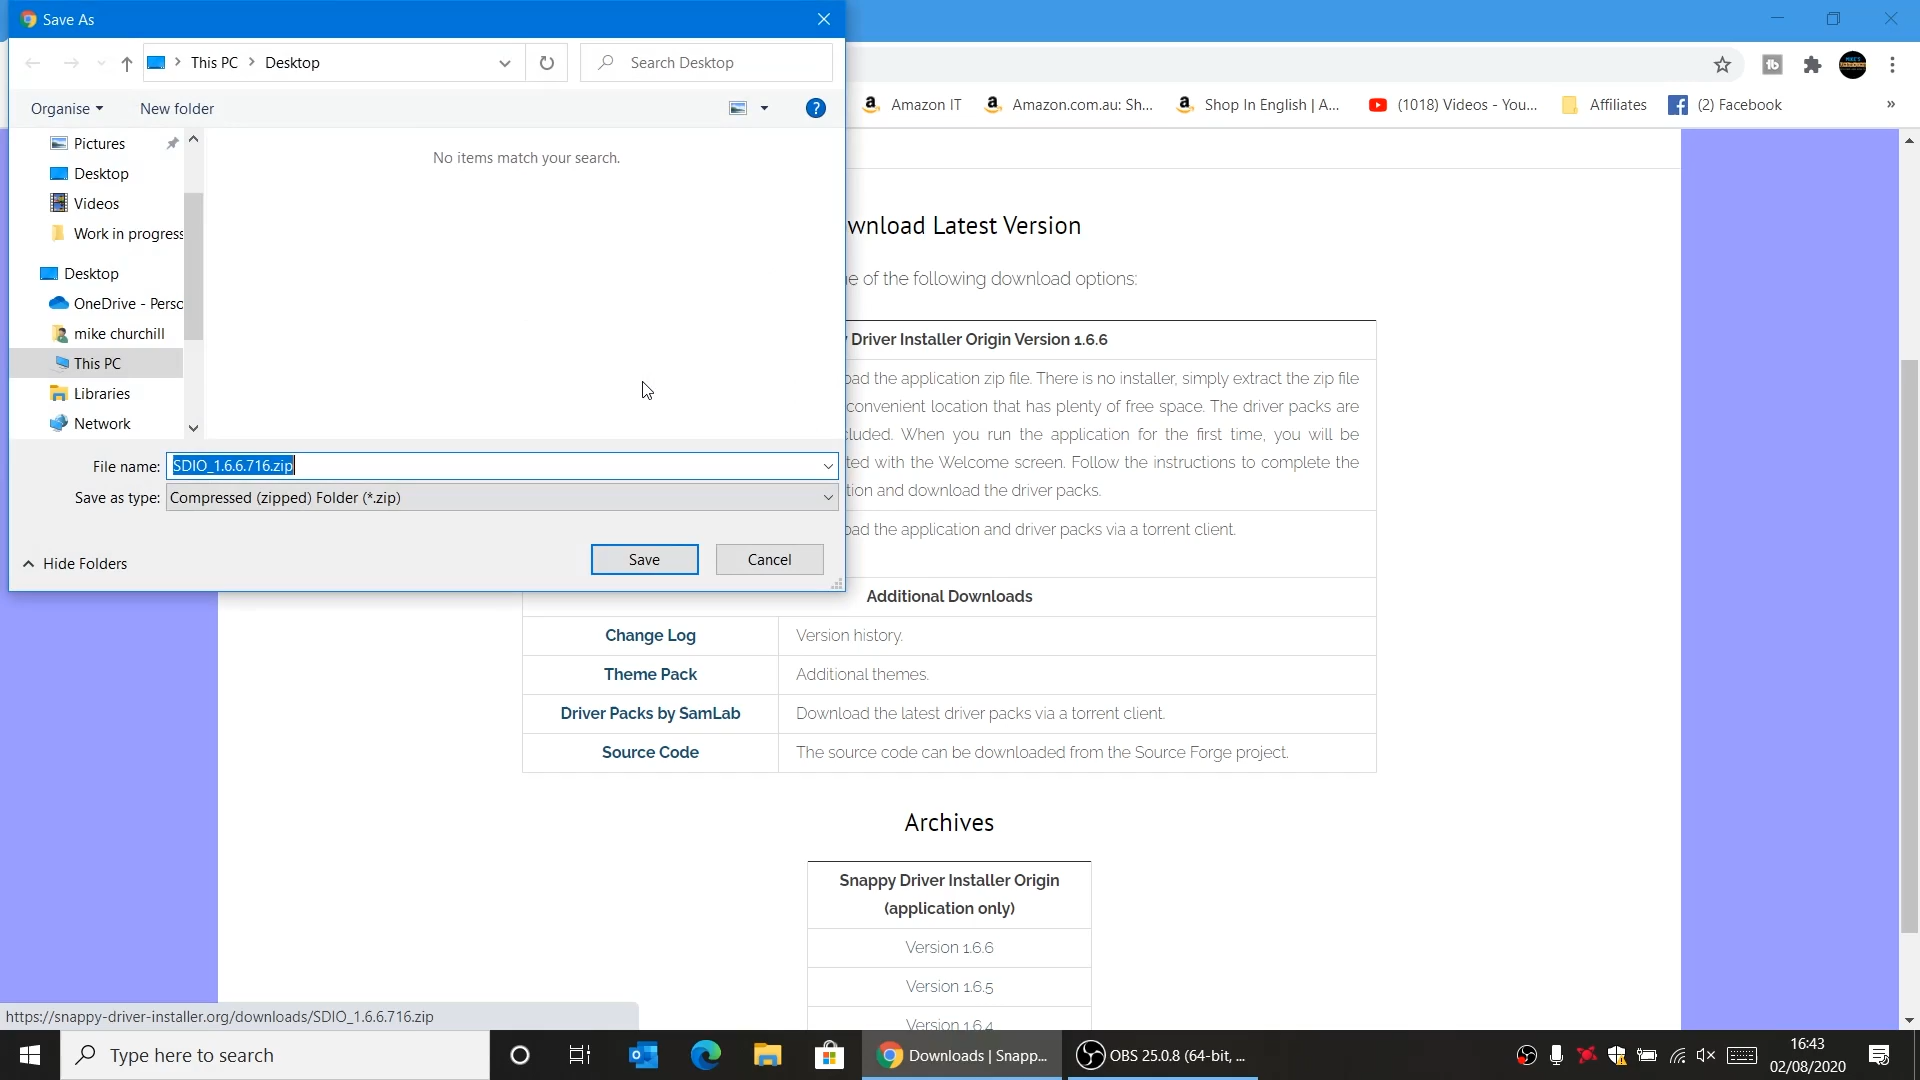 Save As
This PC
Desktop
Search Desktop
Organise
New folder
?
Pictures
Desktop
Videos
Work in progress
Desktop
OneDrive - Perso
mike churchill
This PC
Libraries
Network
No items match your search.
File name:
SDIO_1.6.6.716.zip
Save as type:
Compressed (zipped) Folder (*.zip)
Hide Folders
Save
Cancel
Amazon IT
Amazon.com.au: Sh...
Shop In English | A...
(1018) Videos - You...
Affiliates
(2) Facebook
»
wnload Latest Version
e of the following download options:
Driver Installer Origin Version 1.6.6
ad the application zip file. There is no installer, simply extract the zip file
convenient location that has plenty of free space. The driver packs are
cluded. When you run the application for the first time, you will be
ted with the Welcome screen. Follow the instructions to complete the
tion and download the driver packs.
ad the application and driver packs via a torrent client.
Additional Downloads
Change Log
Version history.
Theme Pack
Additional themes.
Driver Packs by SamLab
Download the latest driver packs via a torrent client.
Source Code
The source code can be downloaded from the Source Forge project.
Archives
Snappy Driver Installer Origin
(application only)
Version 1.6.6
Version 1.6.5
Version 1.6.4
https://snappy-driver-installer.org/downloads/SDIO_1.6.6.716.zip
Type here to search
Downloads | Snapp...
OBS 25.0.8 (64-bit, ...
16:43
02/08/2020